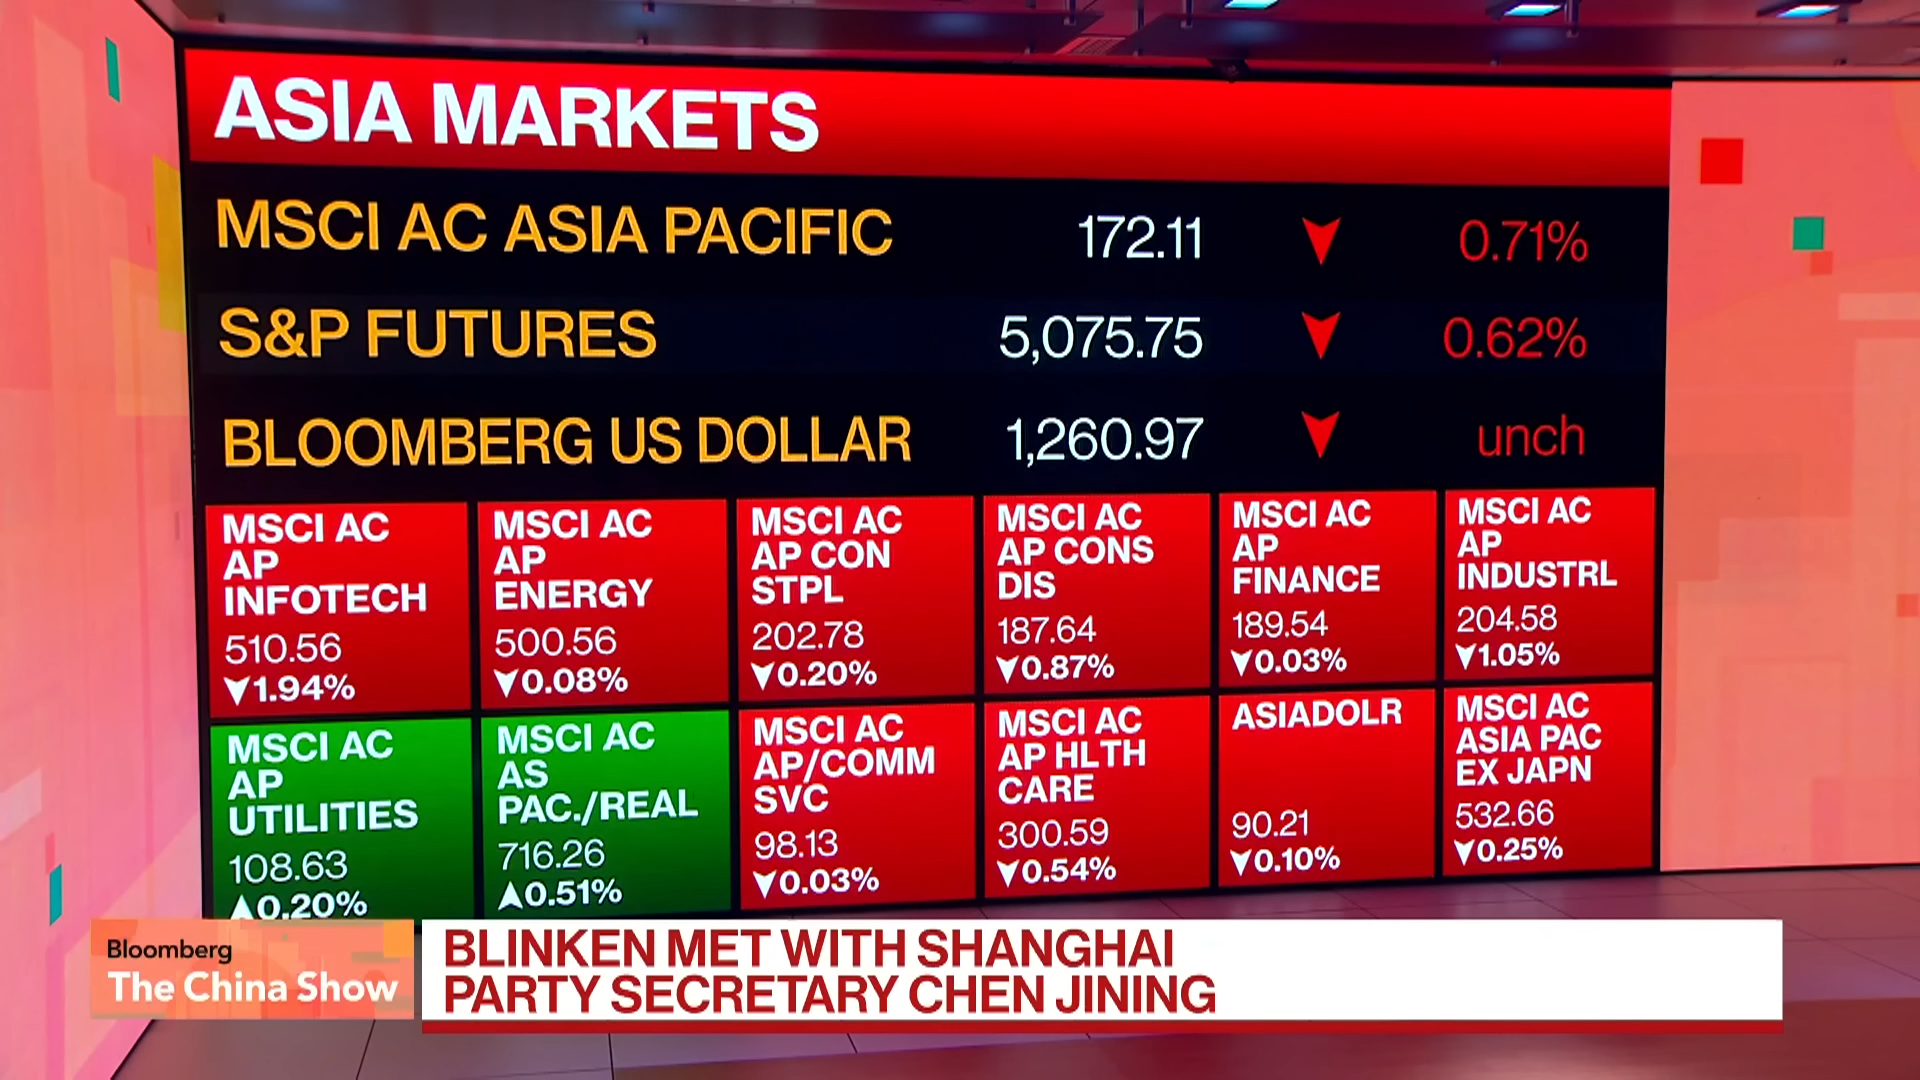 ASIA MARKETS
MSCI AC ASIA PACIFIC 172.11 ▼ 0.71%
S&P FUTURES 5,075.75 ▼ 0.62%
BLOOMBERG US DOLLAR 1,260.97 ▼ unch
MSCI AC
AP
INFOTECH
510.56
▼1.94%
MSCI AC
AP
ENERGY
500.56
▼0.08%
MSCI AC
AP CON
STPL
202.78
▼0.20%
MSCI AC
AP CONS
DIS
187.64
▼0.87%
MSCI AC
AP
FINANCE
189.54
▼0.03%
MSCI AC
AP
INDUSTRL
204.58
▼1.05%
MSCI AC
AP
UTILITIES
108.63
▲0.20%
MSCI AC
AS
PAC./REAL
716.26
▲0.51%
MSCI AC
AP/COMM
SVC
98.13
▼0.03%
MSCI AC
AP HLTH
CARE
300.59
▼0.54%
ASIADOLR
90.21
▼0.10%
MSCI AC
ASIA PAC
EX JAPN
532.66
▼0.25%
Bloomberg
The China Show
BLINKEN MET WITH SHANGHAI
PARTY SECRETARY CHEN JINING